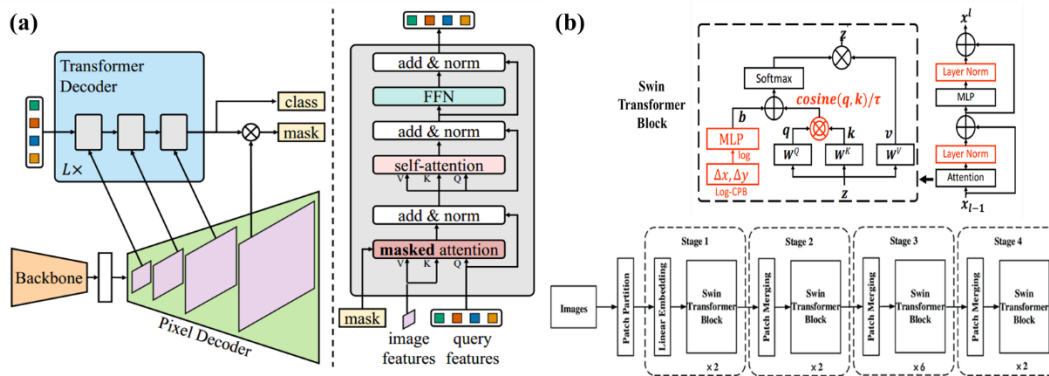 (a)
Transformer
Decoder
L×
class
mask
Backbone
Pixel Decoder
add & norm
FFN
add & norm
self-attention
V K Q
add & norm
masked attention
V K Q
mask
image
features
query
features
(b)
Swin
Transformer
Block
z
Softmax
cosine(q, k)/τ
b
q
k
v
MLP
log
Δx, Δy
Log-CPB
W^Q
W^K
W^V
z
x^l
Layer Norm
MLP
Layer Norm
Attention
x_{l-1}
Images
Patch Partition
Stage 1
Linear Embedding
Swin
Transformer
Block
×2
Stage 2
Patch Merging
Swin
Transformer
Block
×2
Stage 3
Patch Merging
Swin
Transformer
Block
×6
Stage 4
Patch Merging
Swin
Transformer
Block
×2